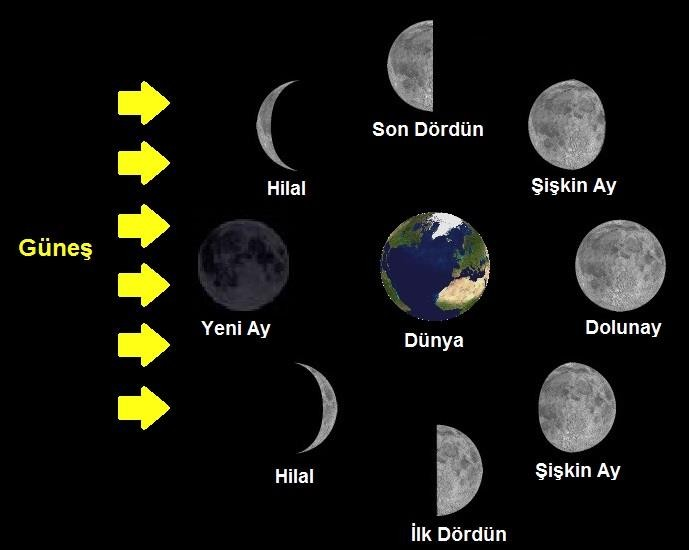 Son Dördün
Hilal
Şişkin Ay
Güneş
Yeni Ay
Dünya
Dolunay
Hilal
Şişkin Ay
İlk Dördün